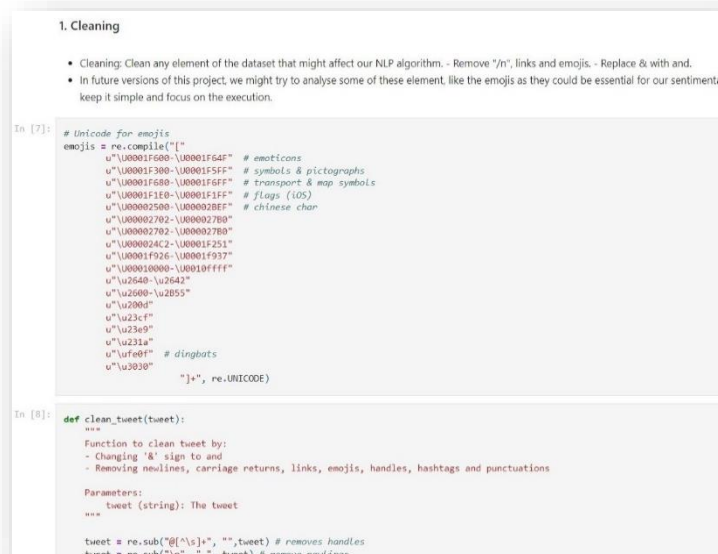 1. Cleaning
• Cleaning: Clean any element of the dataset that might affect our NLP algorithm. - Remove "/n", links and emojis. - Replace & with and.
• In future versions of this project, we might try to analyse some of these element, like the emojis as they could be essential for our sentimenta
keep it simple and focus on the execution.
In [7]:
# Unicode for emojis
emojis = re.compile("["
u"\U0001F600-\U0001F64F" # emoticons
u"\U0001F300-\U0001F5FF" # symbols & pictographs
u"\U0001F680-\U0001F6FF" # transport & map symbols
u"\U0001F1E0-\U0001F1FF" # flags (iOS)
u"\U00002500-\U00002BEF" # chinese char
u"\U00002702-\U000027B0"
u"\U00002702-\U000027B0"
u"\U000024C2-\U0001F251"
u"\U0001f926-\U0001f937"
u"\U00010000-\U0010ffff"
u"\u2640-\u2642"
u"\u2600-\u2B55"
u"\u200d"
u"\u23cf"
u"\u23e9"
u"\u231a"
u"\ufe0f" # dingbats
u"\u3030"
"]+", re.UNICODE)
In [8]:
def clean_tweet(tweet):
"""
Function to clean tweet by:
- Changing '&' sign to and
- Removing newlines, carriage returns, links, emojis, handles, hashtags and punctuations
Parameters:
tweet (string): The tweet
"""
tweet = re.sub("@[^\s]+", "",tweet) # removes handles